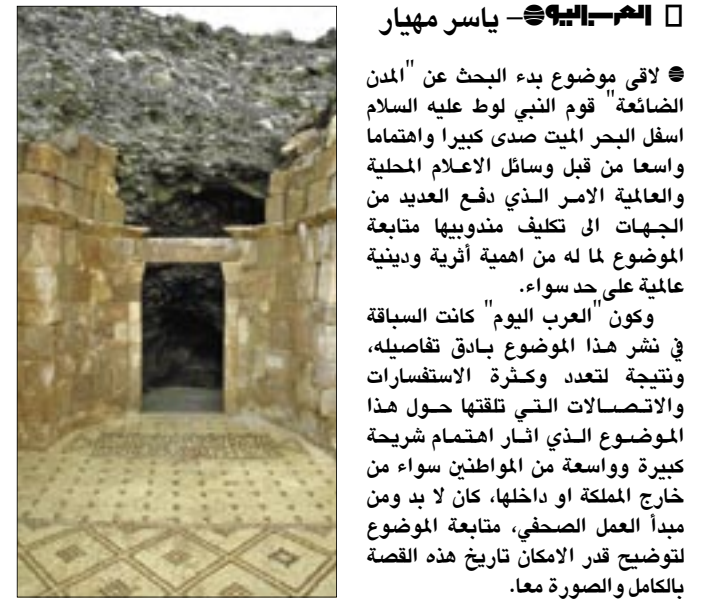 العرب اليوم – ياسر مهيار
لاقى موضوع بدء البحث عن "المدن
الضائعة" قوم النبي لوط عليه السلام
اسفل البحر الميت صدى كبيرا واهتماما
واسعا من قبل وسائل الاعلام المحلية
والعالمية الامر الذي دفع العديد من
الجهات الى تكليف مندوبيها متابعة
الموضوع لما له من اهمية أثرية ودينية
عالمية على حد سواء.
وكون "العرب اليوم" كانت السباقة
في نشر هذا الموضوع بادق تفاصيله،
ونتيجة لتعدد وكثرة الاستفسارات
والاتصالات التي تلقتها حول هذا
الموضوع الذي اثار اهتمام شريحة
كبيرة وواسعة من المواطنين سواء من
خارج المملكة او داخلها، كان لا بد ومن
مبدأ العمل الصحفي، متابعة الموضوع
لتوضيح قدر الامكان تاريخ هذه القصة
بالكامل والصورة معا.